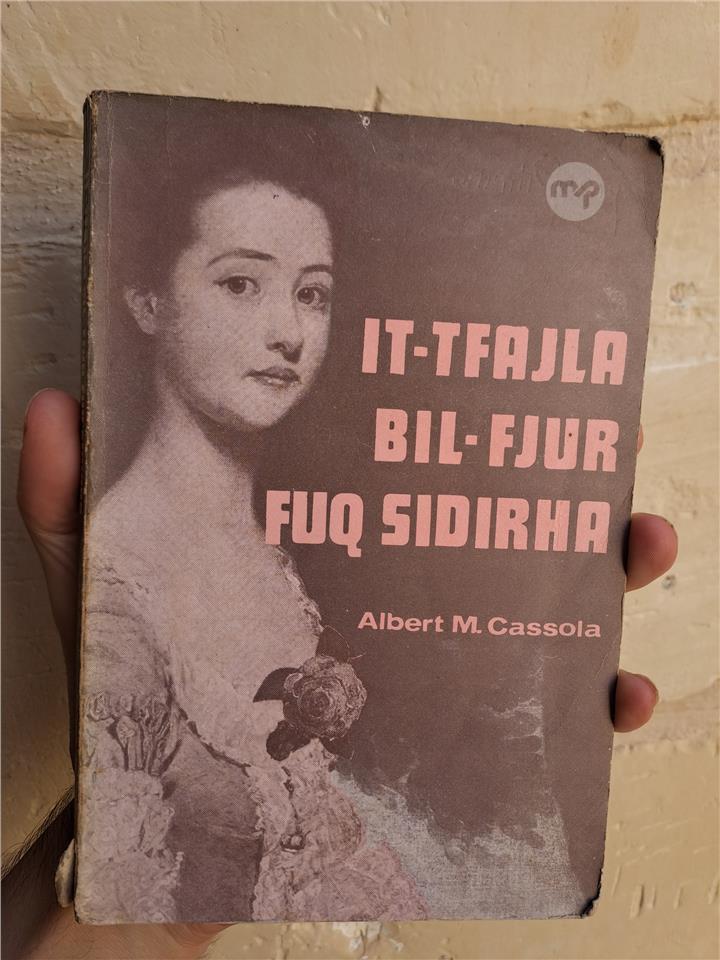 mp
IT-TFAJLA
BIL-FJUR
FUQ SIDIRHA
Albert M. Cassola